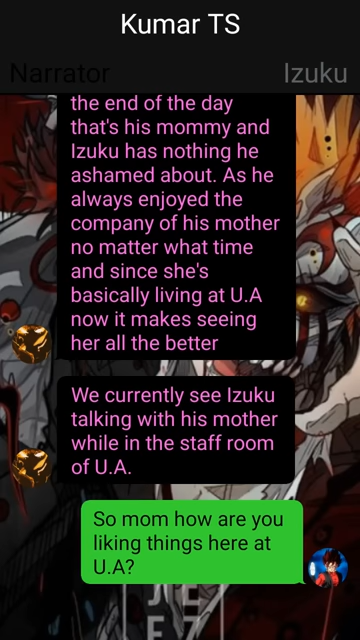 Kumar TS
Narrator
Izuku
the end of the day
that's his mommy and
Izuku has nothing he
ashamed about. As he
always enjoyed the
company of his mother
no matter what time
and since she's
basically living at U.A
now it makes seeing
her all the better
We currently see Izuku
talking with his mother
while in the staff room
of U.A.
So mom how are you
liking things here at
U.A?